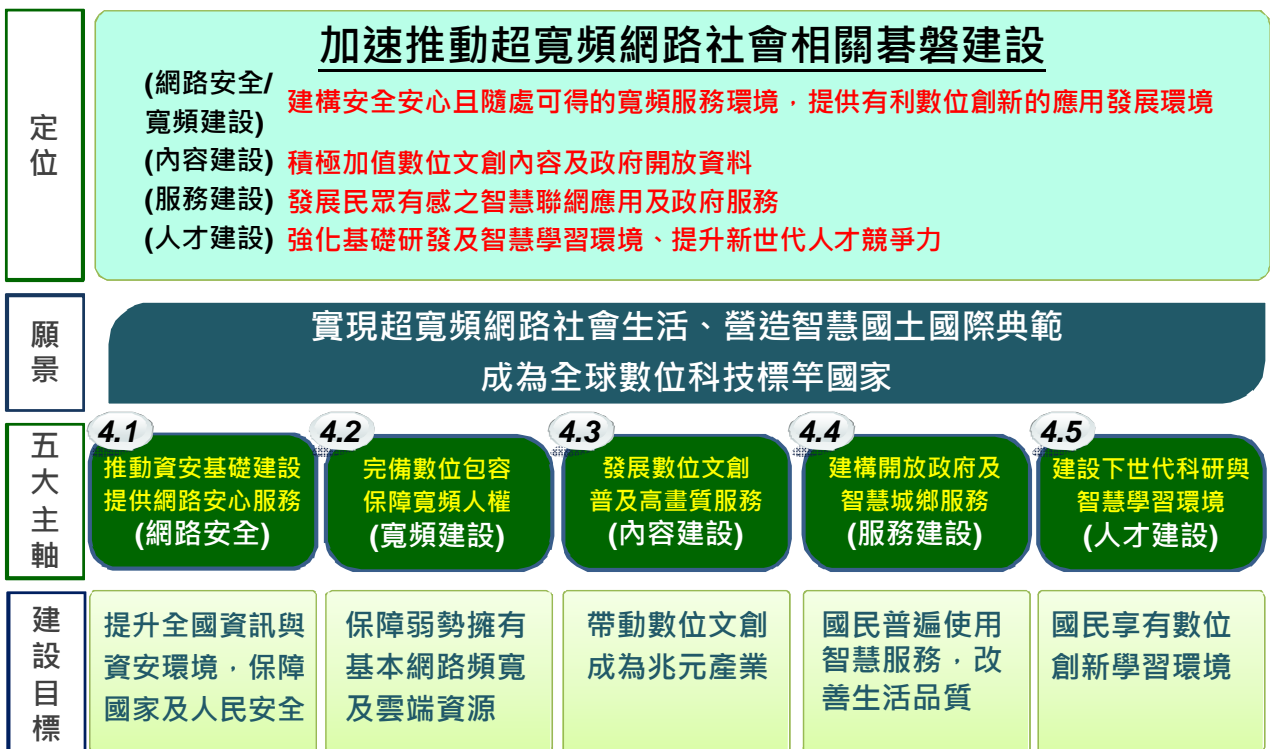 定位
加速推動超寬頻網路社會相關碁磐建設
(網路安全/
寬頻建設)
建構安全安心且隨處可得的寬頻服務環境，提供有利數位創新的應用發展環境
(內容建設) 積極加值數位文創內容及政府開放資料
(服務建設) 發展民眾有感之智慧聯網應用及政府服務
(人才建設) 強化基礎研發及智慧學習環境、提升新世代人才競爭力
願景
實現超寬頻網路社會生活、營造智慧國土國際典範
成為全球數位科技標竿國家
五大主軸
4.1
推動資安基礎建設
提供網路安心服務
(網路安全)
4.2
完備數位包容
保障寬頻人權
(寬頻建設)
4.3
發展數位文創
普及高畫質服務
(內容建設)
4.4
建構開放政府及
智慧城鄉服務
(服務建設)
4.5
建設下世代科研與
智慧學習環境
(人才建設)
建設目標
提升全國資訊與
資安環境，保障
國家及人民安全
保障弱勢擁有
基本網路頻寬
及雲端資源
帶動數位文創
成為兆元產業
國民普遍使用
智慧服務，改
善生活品質
國民享有數位
創新學習環境